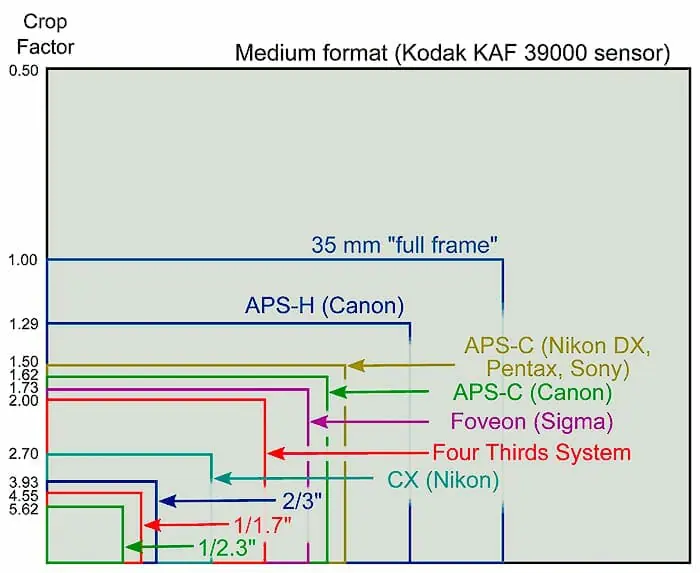 Crop
Factor
Medium format (Kodak KAF 39000 sensor)
0.50
35 mm "full frame"
1.00
APS-H (Canon)
1.29
APS-C (Nikon DX,
Pentax, Sony)
1.50
1.62
APS-C (Canon)
1.73
2.00
Foveon (Sigma)
Four Thirds System
2.70
CX (Nikon)
3.93
2/3"
4.55
5.62
1/1.7"
1/2.3"